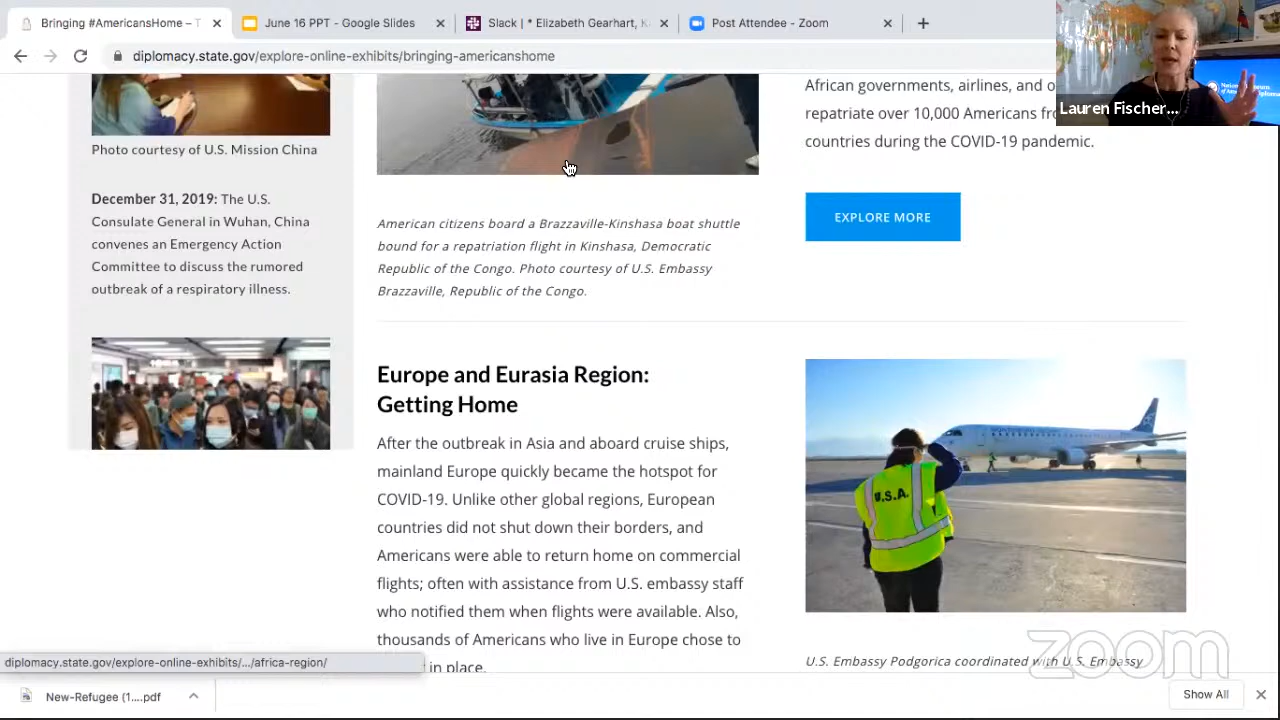 Bringing #AmericansHome – T
June 16 PPT - Google Slides
Slack | * Elizabeth Gearhart, K
Post Attendee - Zoom
diplomacy.state.gov/explore-online-exhibits/bringing-americanshome
Lauren Fischer...
Photo courtesy of U.S. Mission China
December 31, 2019: The U.S.
Consulate General in Wuhan, China
convenes an Emergency Action
Committee to discuss the rumored
outbreak of a respiratory illness.
American citizens board a Brazzaville-Kinshasa boat shuttle
bound for a repatriation flight in Kinshasa, Democratic
Republic of the Congo. Photo courtesy of U.S. Embassy
Brazzaville, Republic of the Congo.
African governments, airlines, and
repatriate over 10,000 Americans
countries during the COVID-19 pandemic.
EXPLORE MORE
Europe and Eurasia Region:
Getting Home
After the outbreak in Asia and aboard cruise ships,
mainland Europe quickly became the hotspot for
COVID-19. Unlike other global regions, European
countries did not shut down their borders, and
Americans were able to return home on commercial
flights; often with assistance from U.S. embassy staff
who notified them when flights were available. Also,
thousands of Americans who live in Europe chose to
in place.
U.S.A.
U.S. Embassy Podgorica coordinated with U.S. Embassy
zoom
diplomacy.state.gov/explore-online-exhibits/.../africa-region/
New-Refugee (1....pdf
Show All